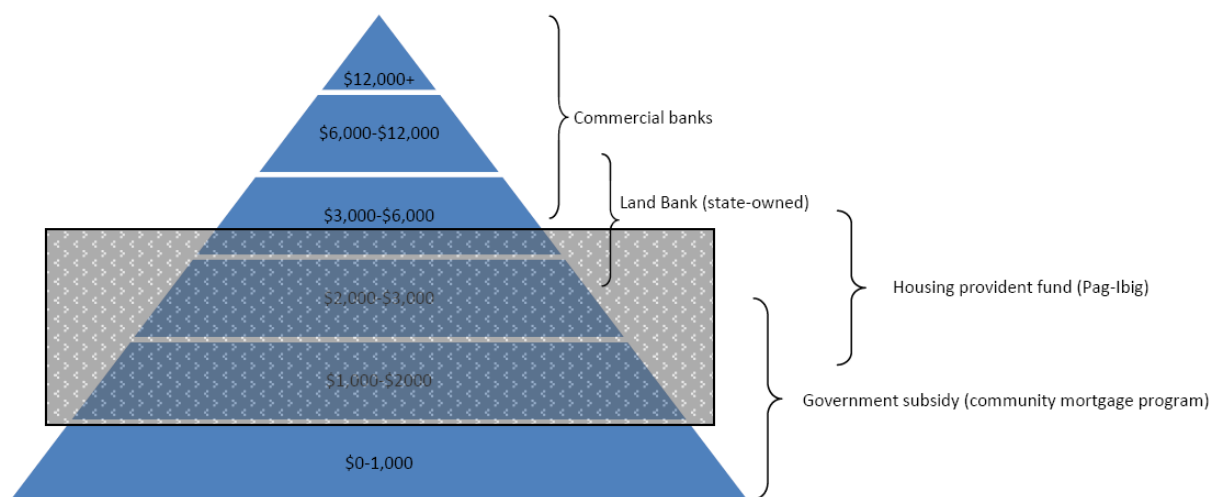 $12,000+
$6,000-$12,000
Commercial banks
$3,000-$6,000
Land Bank (state-owned)
$2,000-$3,000
Housing provident fund (Pag-Ibig)
$1,000-$2000
Government subsidy (community mortgage program)
$0-1,000